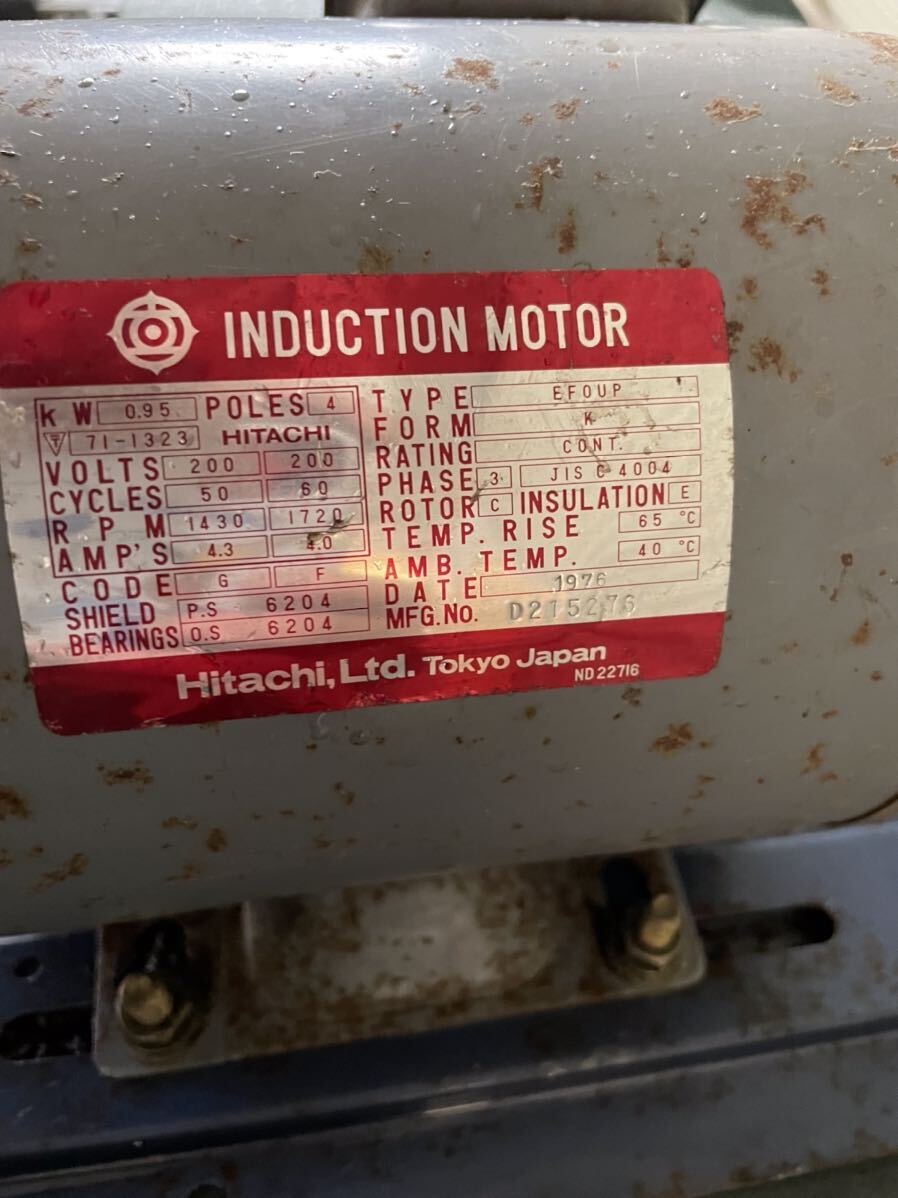 INDUCTION MOTOR
KW 0.95 POLES 4
71-1323 HITACHI
VOLTS 200 200
CYCLES 50 60
RPM 1430 1720
AMP'S 4.3 4.0
CODE G F
SHIELD P.S 6204
BEARINGS O.S 6204
TYPE EFOUP
FORM K
RATING CONT.
PHASE 3 JIS C 4004
ROTOR C INSULATION E
TEMP. RISE 65 °C
AMB. TEMP. 40 °C
DATE 1976
MFG.NO. D215276
Hitachi, Ltd. Tokyo Japan
ND22716